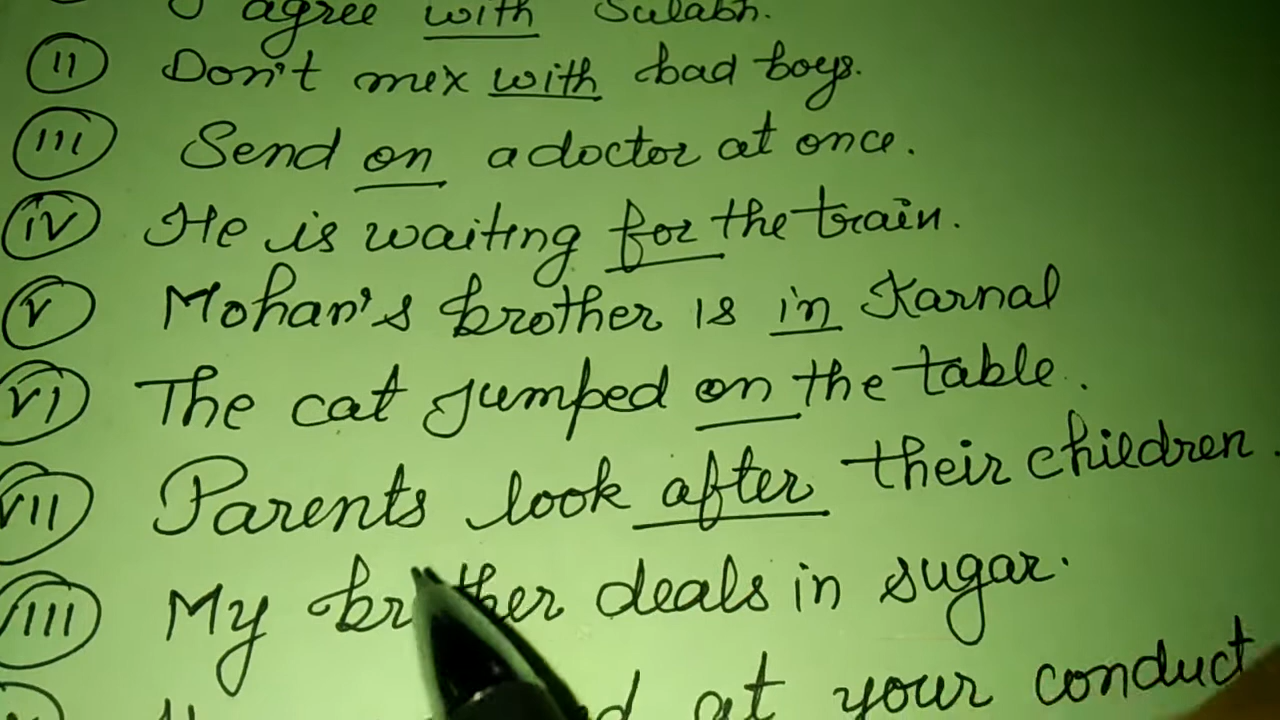 I agree with Sulabh.
(ii) Don't mix with bad boys.
(iii) Send on a doctor at once.
(iv) He is waiting for the train.
(v) Mohan's brother is in Karnal
(vi) The cat jumped on the table.
(vii) Parents look after their children.
(viii) My brother deals in sugar.
at your conduct